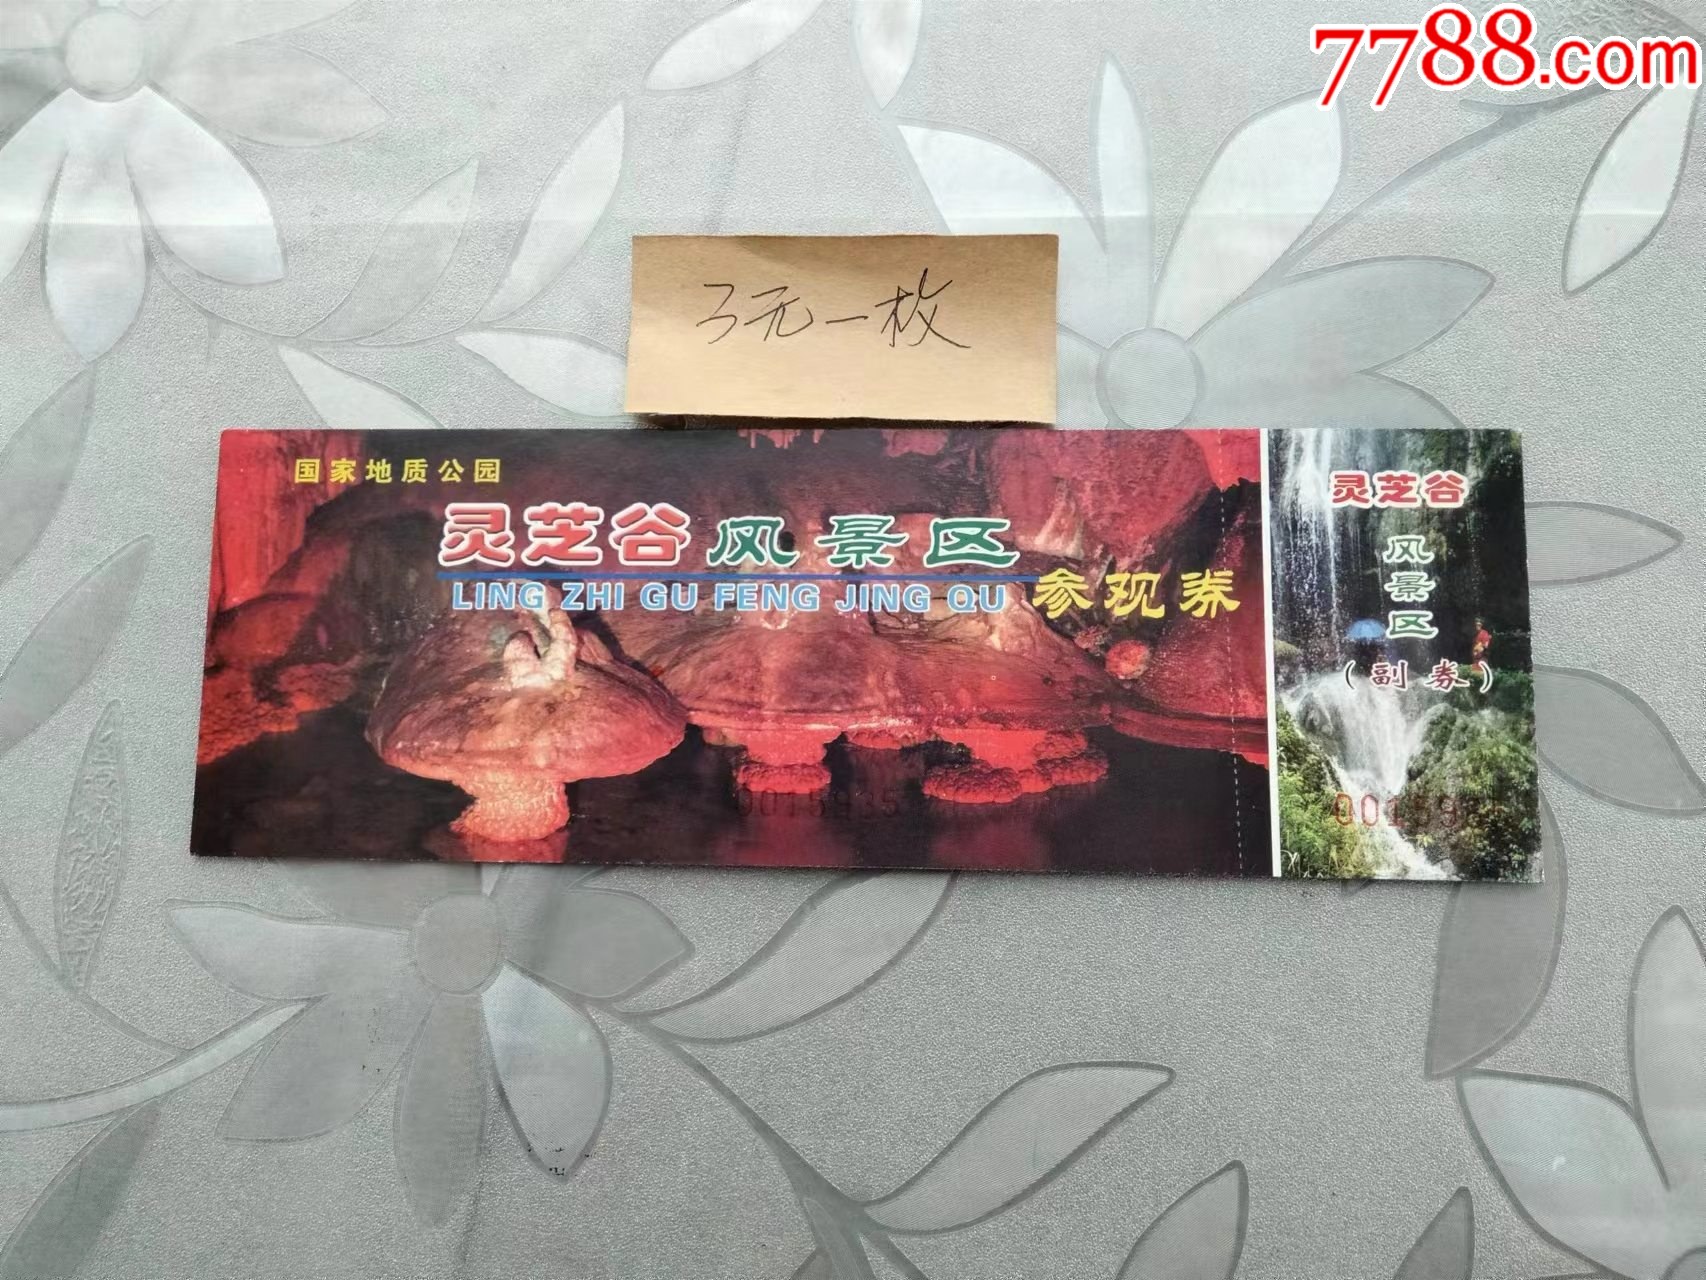 7788.com
3元一枚
国家地质公园
灵芝谷风景区
LING ZHI GU FENG JING QU
参观券
0015935
灵芝谷
风景区
（副券）